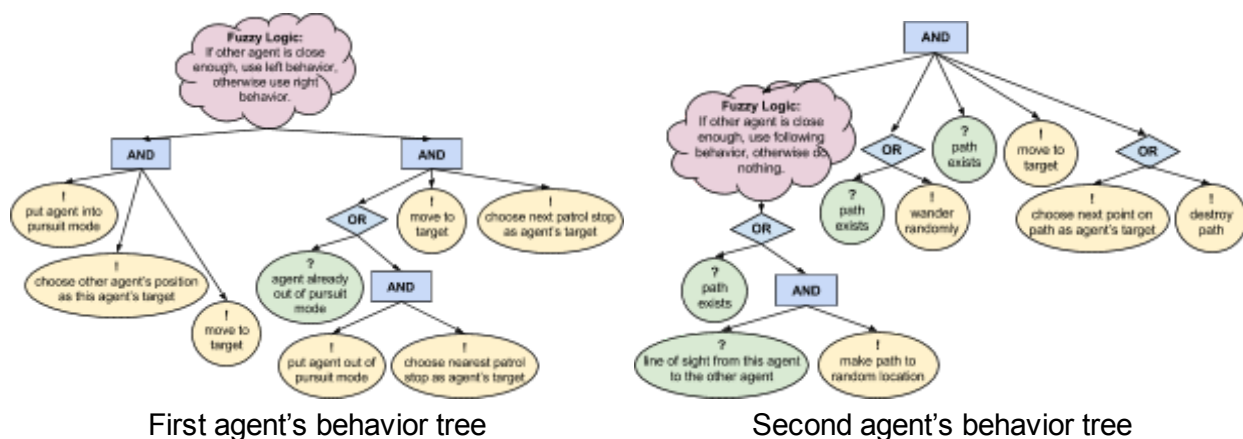 Fuzzy Logic:
If other agent is close
enough, use left behavior,
otherwise use right
behavior.
AND
!
put agent into
pursuit mode
!
choose other agent's position
as this agent's target
!
move to
target
AND
OR
?
agent already
out of pursuit
mode
AND
!
put agent out of
pursuit mode
!
choose nearest patrol
stop as agent's target
!
move to
target
!
choose next patrol stop
as agent's target
First agent's behavior tree
AND
Fuzzy Logic:
If other agent is close
enough, use following
behavior, otherwise do
nothing.
OR
?
path
exists
AND
?
line of sight from this agent
to the other agent
!
make path to
random location
OR
?
path
exists
!
wander
randomly
?
path
exists
!
move to
target
OR
!
choose next point on
path as agent's target
!
destroy
path
Second agent's behavior tree